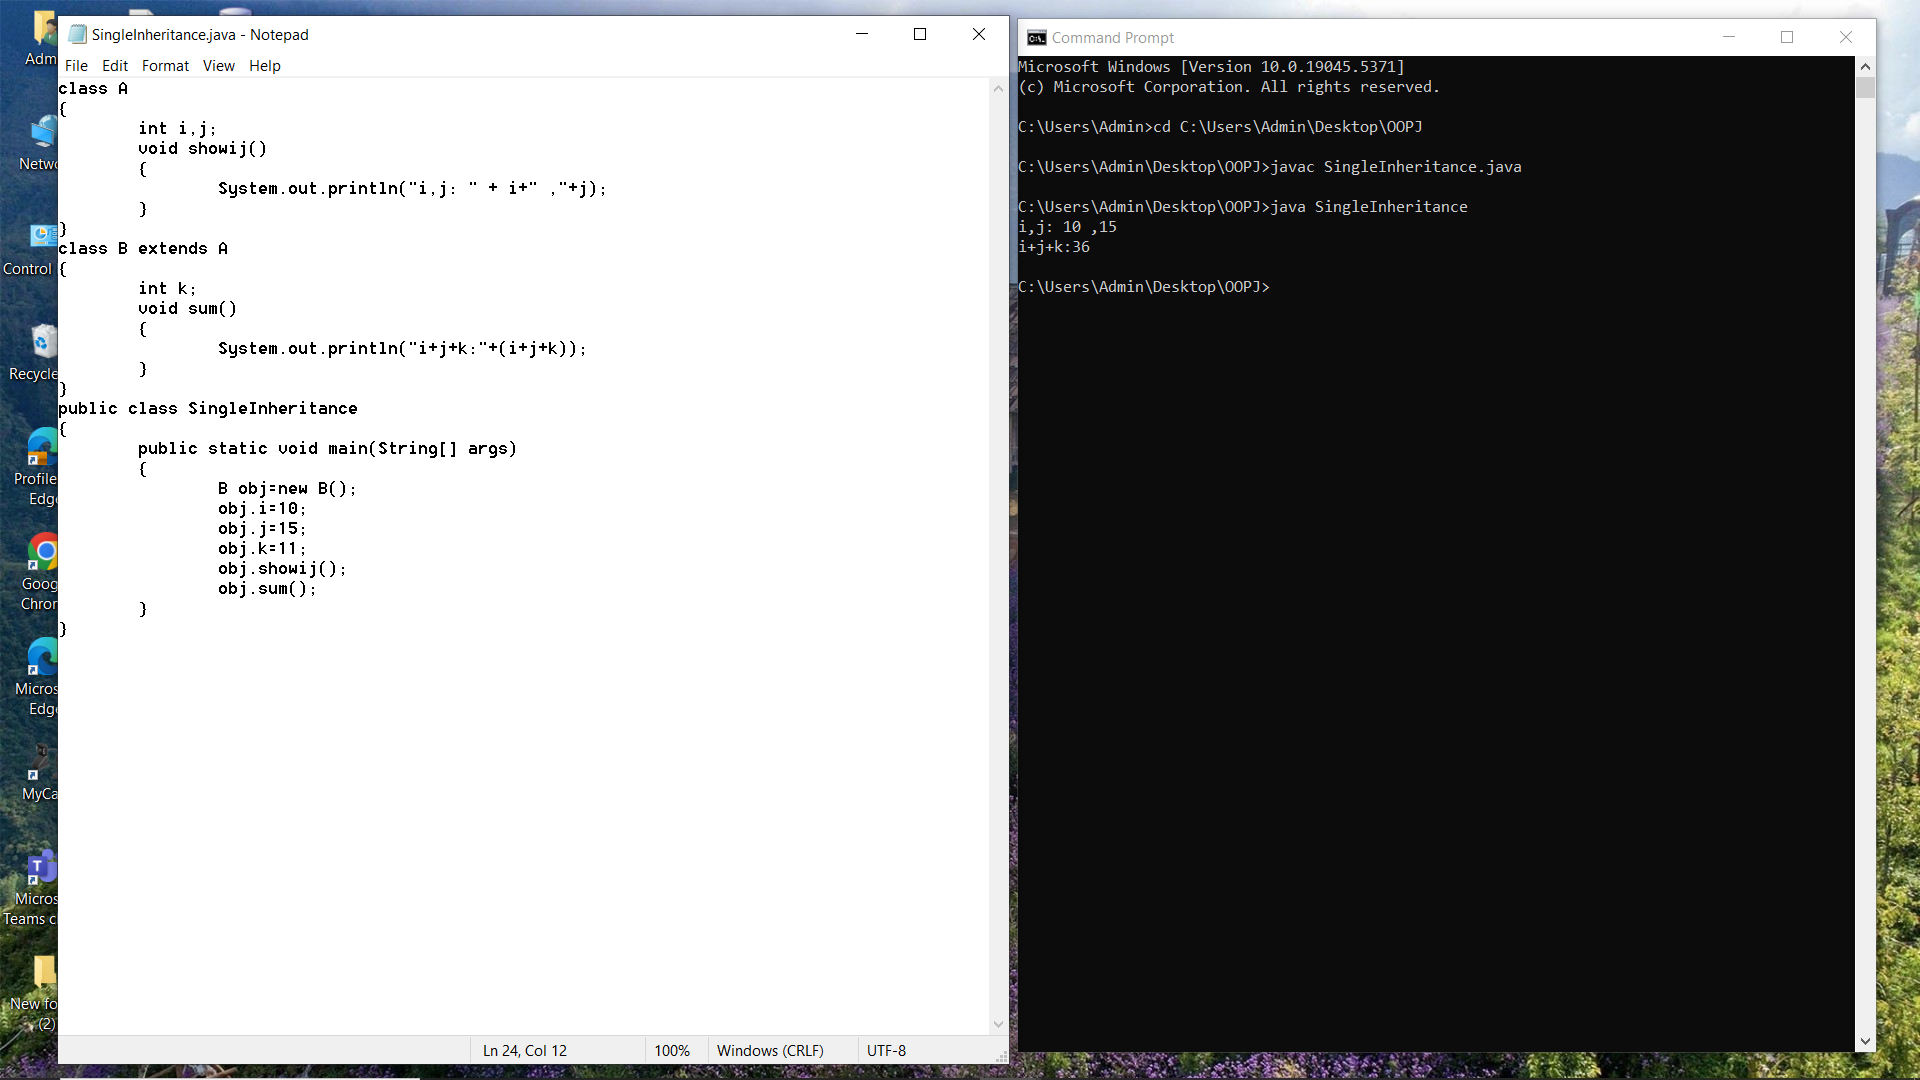 SingleInheritance.java - Notepad
File Edit Format View Help
class A
{
int i,j;
void showij()
{
System.out.println("i,j: " + i+" ,"+j);
}
}
class B extends A
{
int k;
void sum()
{
System.out.println("i+j+k:"+(i+j+k));
}
}
public class SingleInheritance
{
public static void main(String[] args)
{
B obj=new B();
obj.i=10;
obj.j=15;
obj.k=11;
obj.showij();
obj.sum();
}
}
Ln 24, Col 12 100% Windows (CRLF) UTF-8
Command Prompt
Microsoft Windows [Version 10.0.19045.5371]
(c) Microsoft Corporation. All rights reserved.
C:\Users\Admin>cd C:\Users\Admin\Desktop\OOPJ
C:\Users\Admin\Desktop\OOPJ>javac SingleInheritance.java
C:\Users\Admin\Desktop\OOPJ>java SingleInheritance
i,j: 10 ,15
i+j+k:36
C:\Users\Admin\Desktop\OOPJ>
Adm
Netwo
Control
Recycle
Profile
Edge
Goog
Chron
Micros
Edge
MyCa
Micros
Teams cl
New fo
(2)